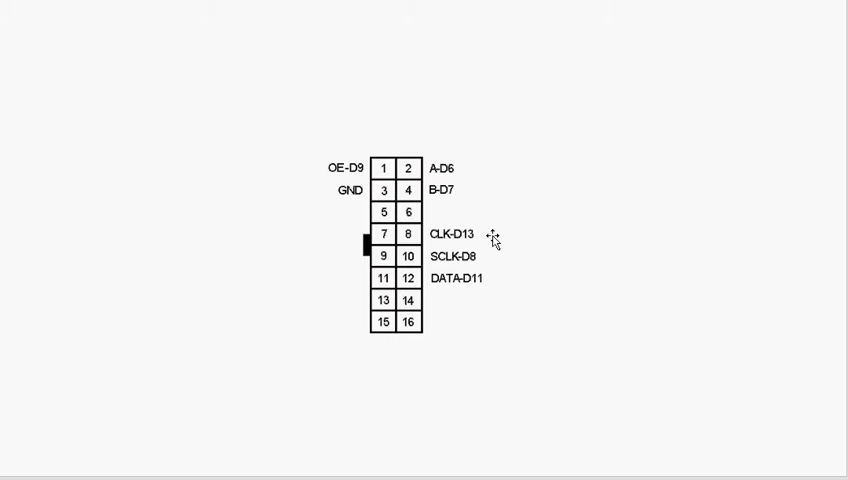 OE-D9 1 2 A-D6
GND 3 4 B-D7
5 6
7 8 CLK-D13
9 10 SCLK-D8
11 12 DATA-D11
13 14
15 16